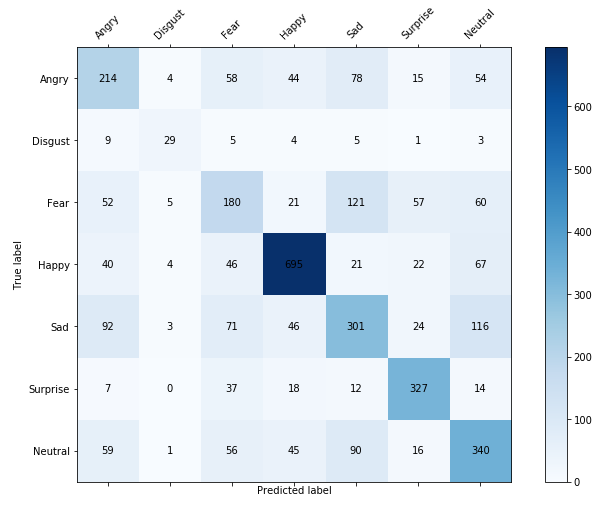 Angry Disgust Fear Happy Sad Surprise Neutral
Angry 214 4 58 44 78 15 54
Disgust 9 29 5 4 5 1 3
Fear 52 5 180 21 121 57 60
Happy 40 4 46 695 21 22 67
Sad 92 3 71 46 301 24 116
Surprise 7 0 37 18 12 327 14
Neutral 59 1 56 45 90 16 340
True label
Predicted label
600
500
400
300
200
100
0